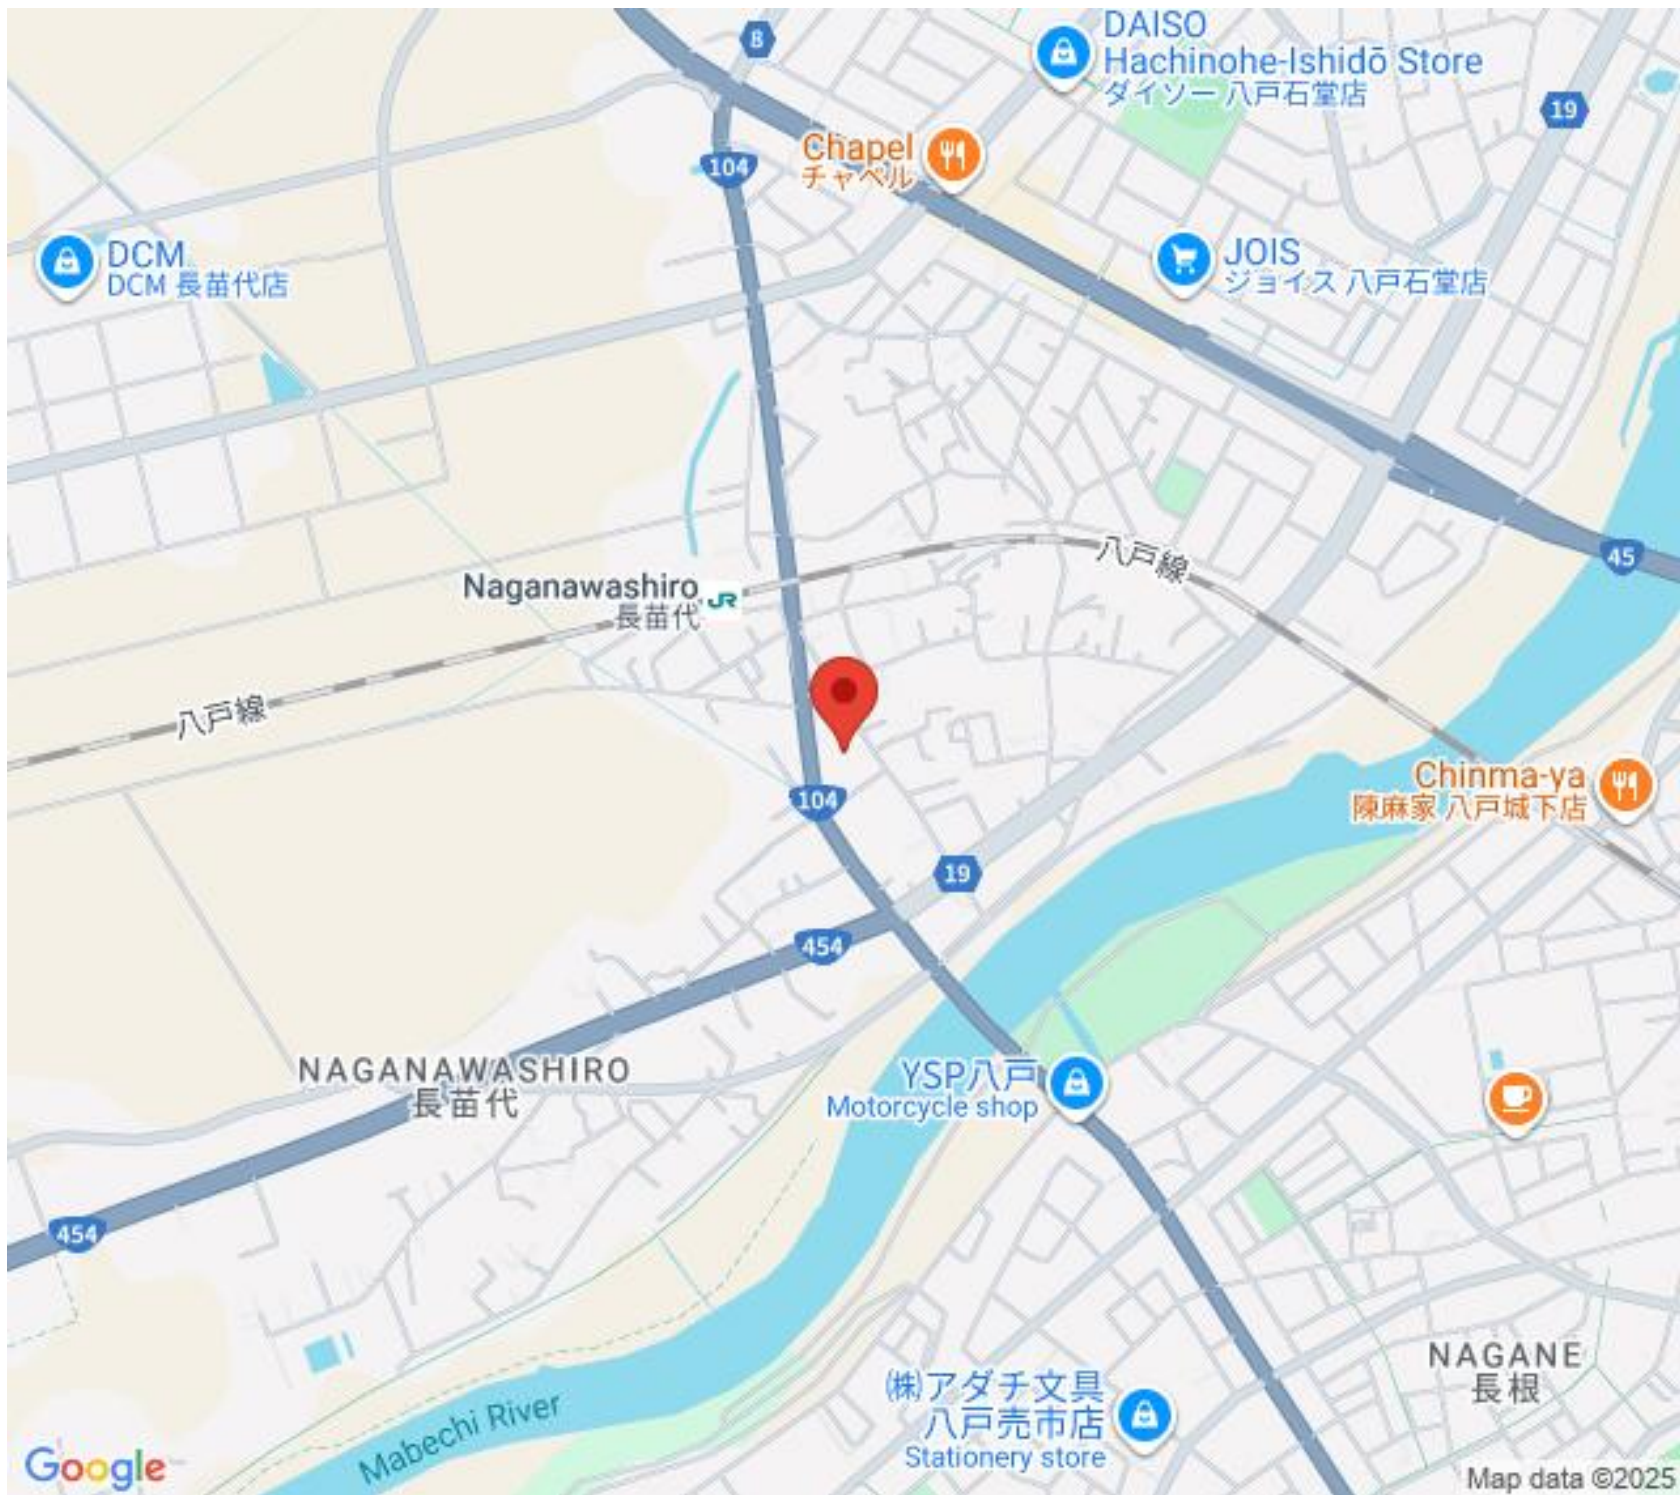 DAISO
Hachinohe-Ishidō Store
ダイソー 八戸石堂店
8
19
Chapel
チャペル
104
DCM
DCM 長苗代店
JOIS
ジョイス 八戸石堂店
八戸線
45
Naganawashiro
長苗代
JR
八戸線
Chinma-ya
陳麻家 八戸城下店
104
19
454
NAGANAWASHIRO
長苗代
YSP八戸
Motorcycle shop
454
NAGANE
長根
㈱アダチ文具
八戸売市店
Stationery store
Mabechi River
Google
Map data ©2025